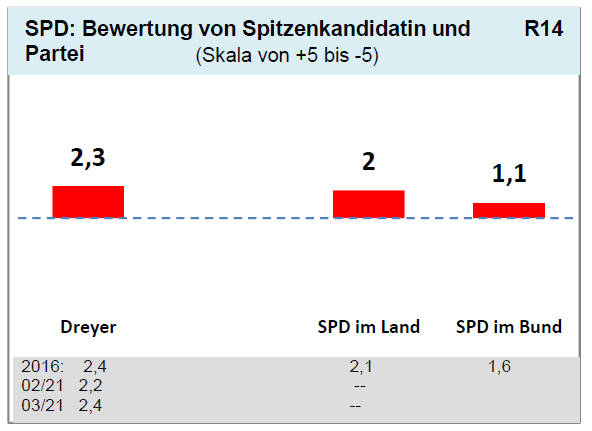 SPD: Bewertung von Spitzenkandidatin und R14
Partei (Skala von +5 bis -5)
2,3 2 1,1
Dreyer SPD im Land SPD im Bund
2016: 2,4 2,1 1,6
02/21 2,2 --
03/21 2,4 --